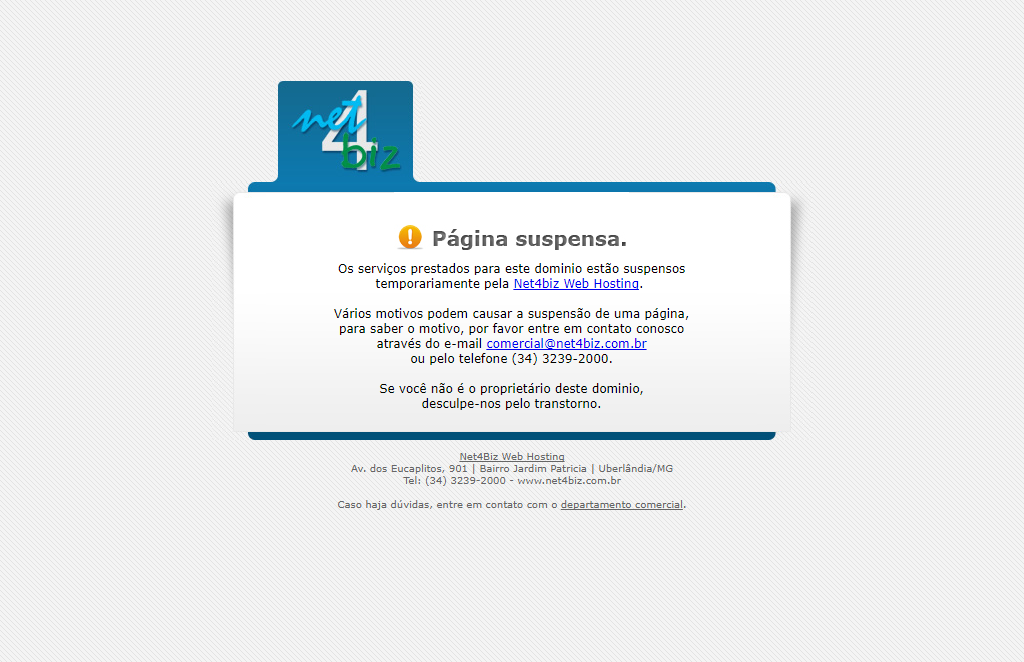 net
4
biz
Página suspensa.
Os serviços prestados para este dominio estão suspensos
temporariamente pela Net4biz Web Hosting.
Vários motivos podem causar a suspensão de uma página,
para saber o motivo, por favor entre em contato conosco
através do e-mail comercial@net4biz.com.br
ou pelo telefone (34) 3239-2000.
Se você não é o proprietário deste dominio,
desculpe-nos pelo transtorno.
Net4Biz Web Hosting
Av. dos Eucaplitos, 901 | Bairro Jardim Patricia | Uberlândia/MG
Tel: (34) 3239-2000 - www.net4biz.com.br
Caso haja dúvidas, entre em contato com o departamento comercial.